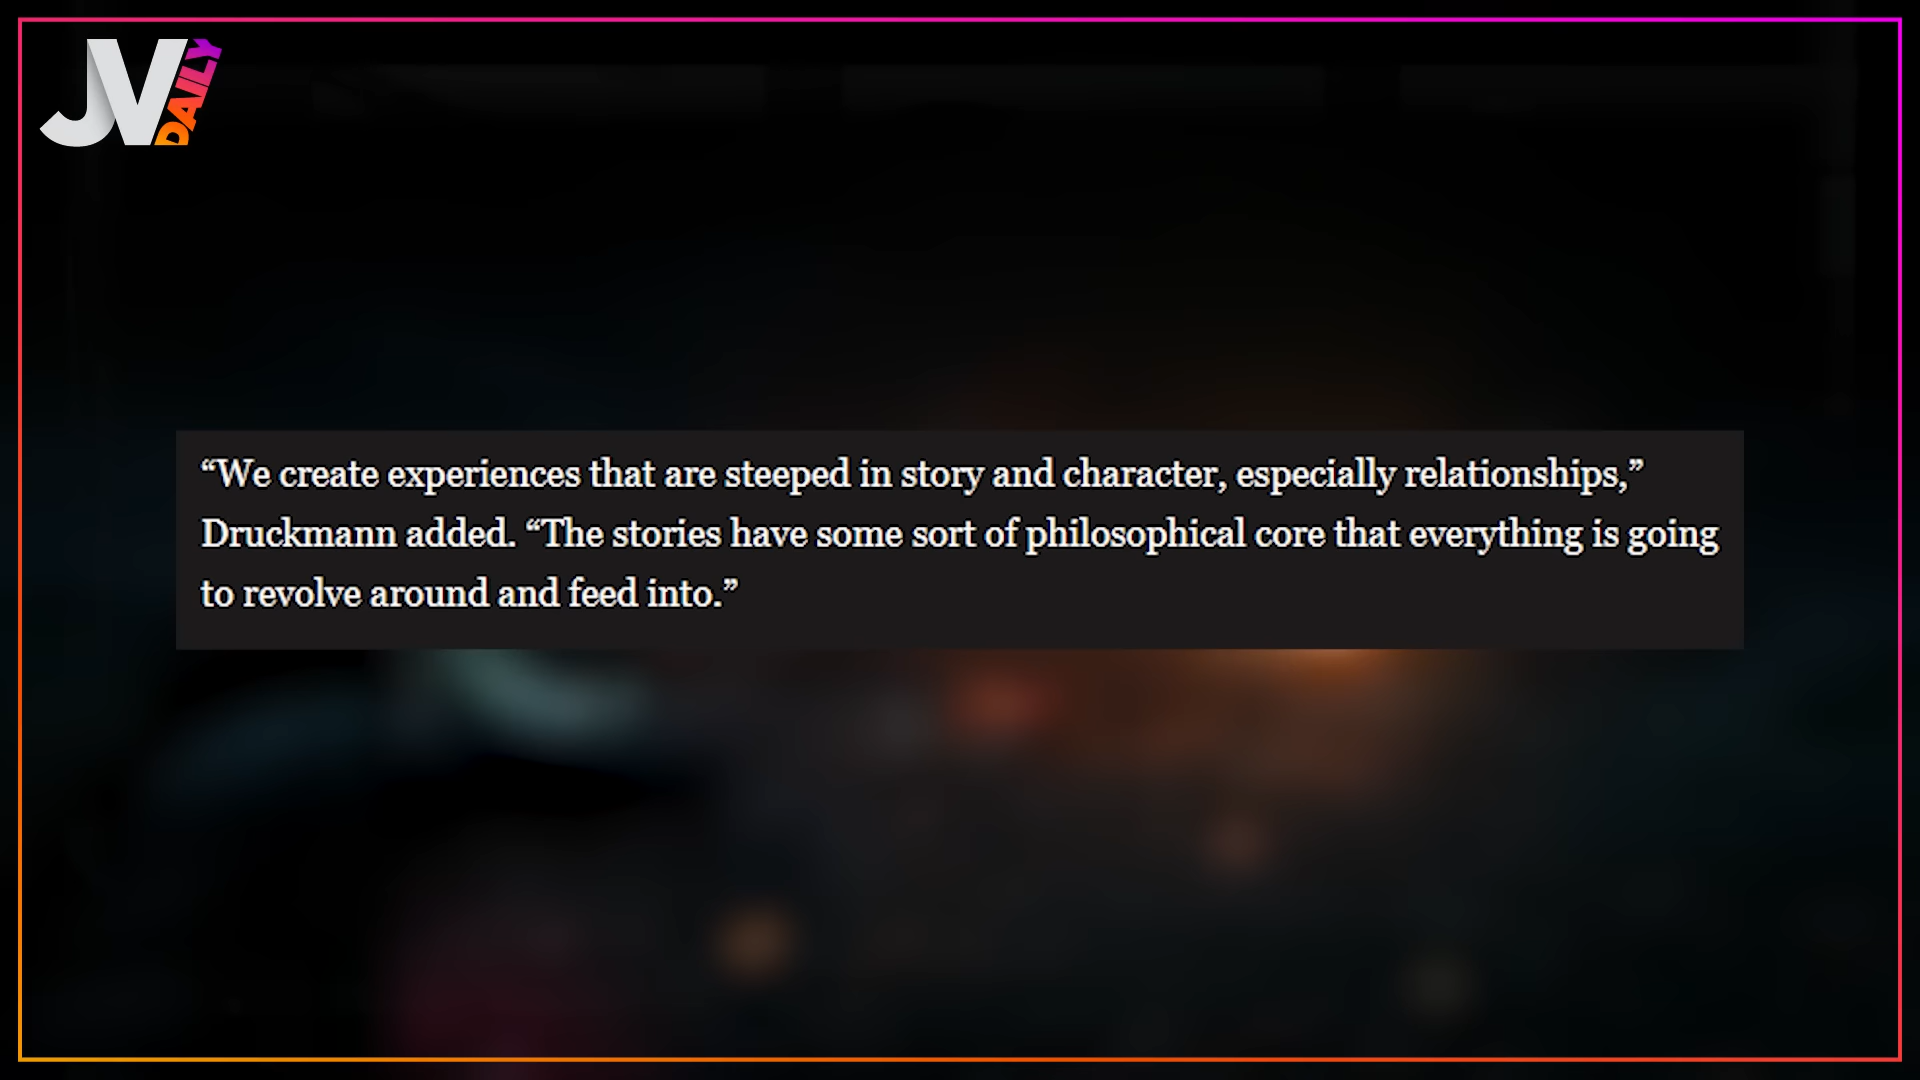 JV DAILY
“We create experiences that are steeped in story and character, especially relationships,”
Druckmann added. “The stories have some sort of philosophical core that everything is going
to revolve around and feed into.”